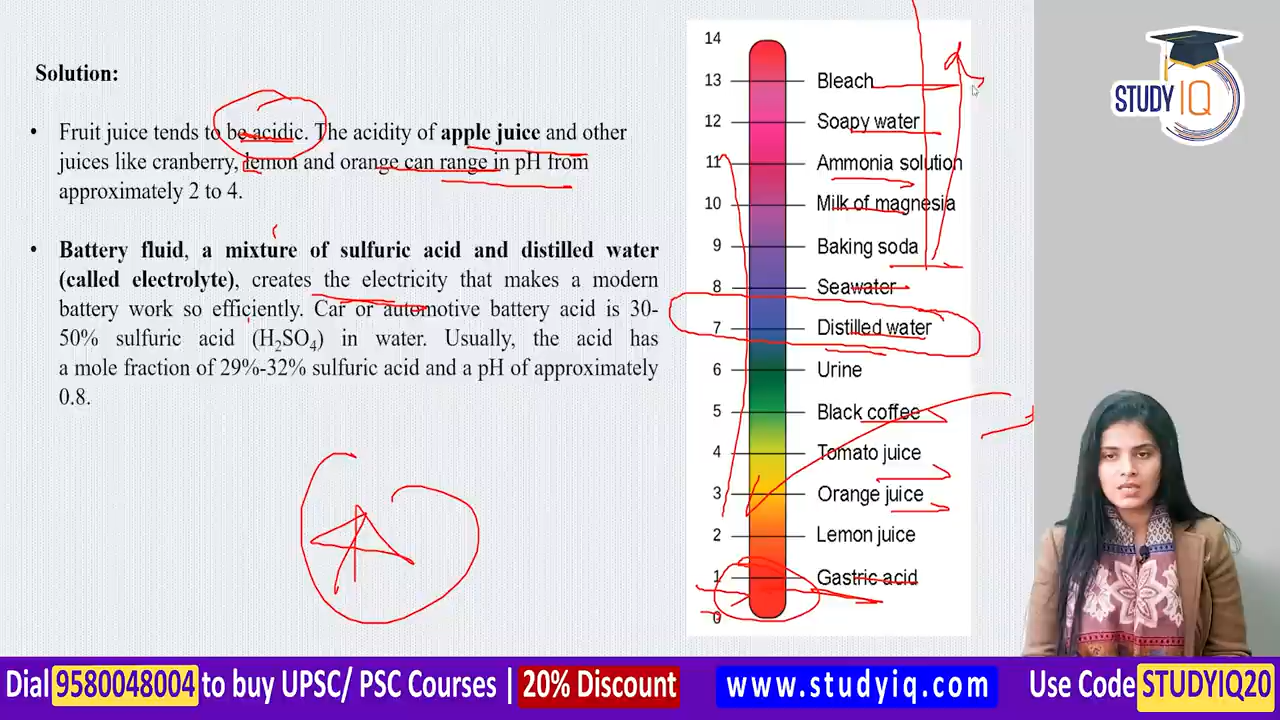 Solution:
• Fruit juice tends to be acidic. The acidity of apple juice and other
juices like cranberry, lemon and orange can range in pH from
approximately 2 to 4.
• Battery fluid, a mixture of sulfuric acid and distilled water
(called electrolyte), creates the electricity that makes a modern
battery work so efficiently. Car or automotive battery acid is 30-
50% sulfuric acid (H₂SO₄) in water. Usually, the acid has
a mole fraction of 29%-32% sulfuric acid and a pH of approximately
0.8.
14
13 Bleach
12 Soapy water
11 Ammonia solution
10 Milk of magnesia
9 Baking soda
8 Seawater
7 Distilled water
6 Urine
5 Black coffee
4 Tomato juice
3 Orange juice
2 Lemon juice
1 Gastric acid
0
STUDY IQ
Dial 9580048004 to buy UPSC/ PSC Courses | 20% Discount
www.studyiq.com
Use Code STUDYIQ20